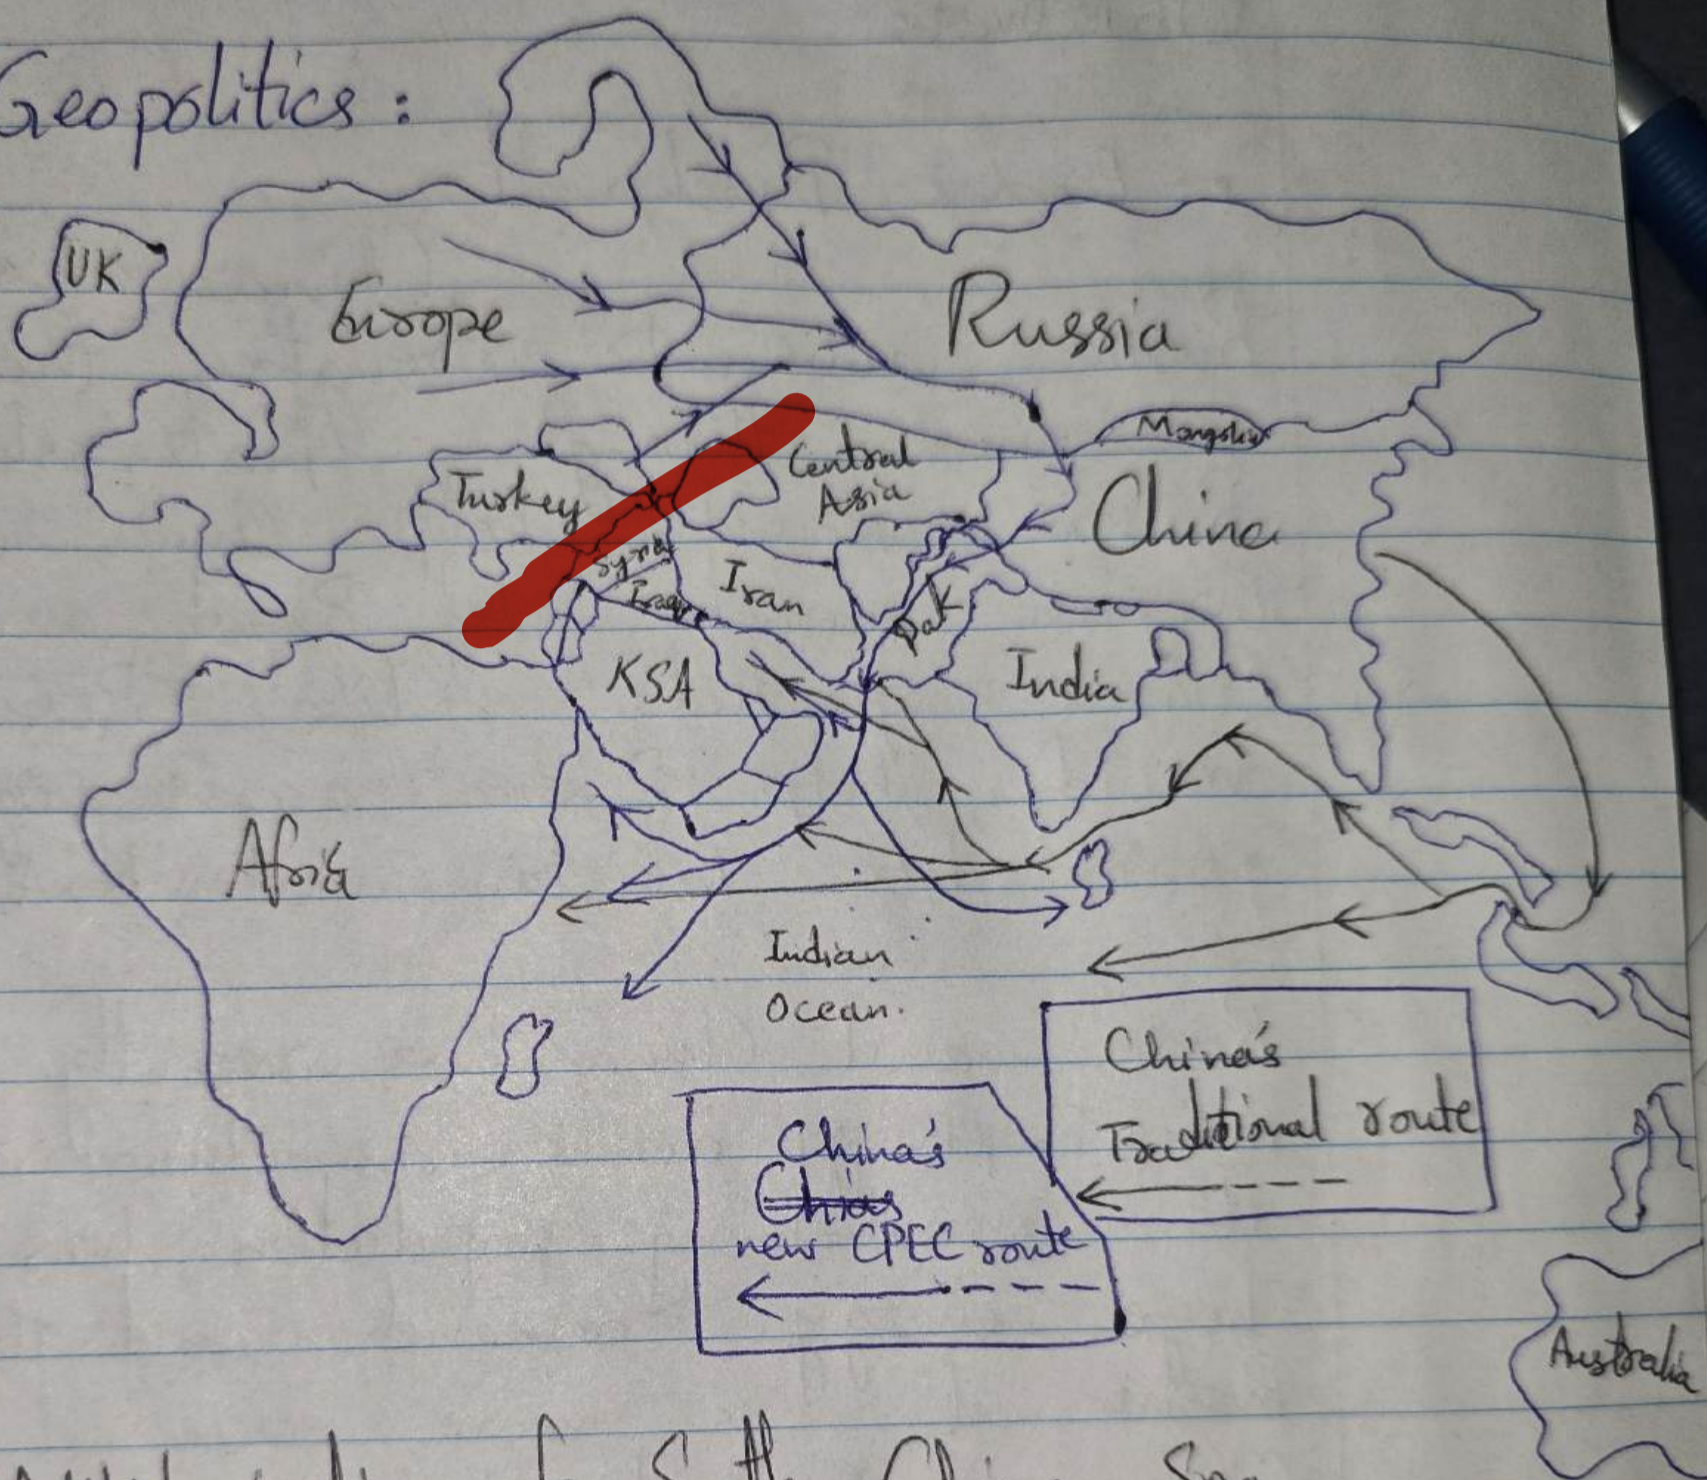 Geopolitics :
UK
Europe
Russia
Mongolia
Central
Asia
Turkey
China
Syria
Iraq
Iran
Pak
KSA
India
Africa
Indian
Ocean.
China's
Traditional route
China's
new CPEC route
Australia